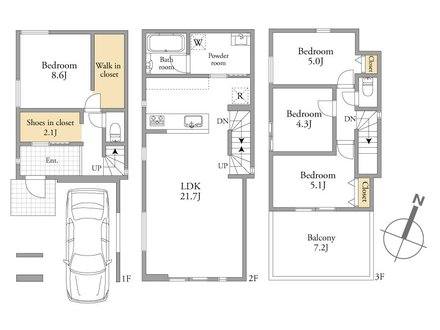 Bedroom
8.6J
Walk in
closet
Shoes in closet
2.1J
Ent.
UP
1F
Bath
room
W
Powder
room
R
DN
UP
LDK
21.7J
2F
Bedroom
5.0J
Closet
Bedroom
4.3J
DN
Bedroom
5.1J
Closet
Balcony
7.2J
3F
N